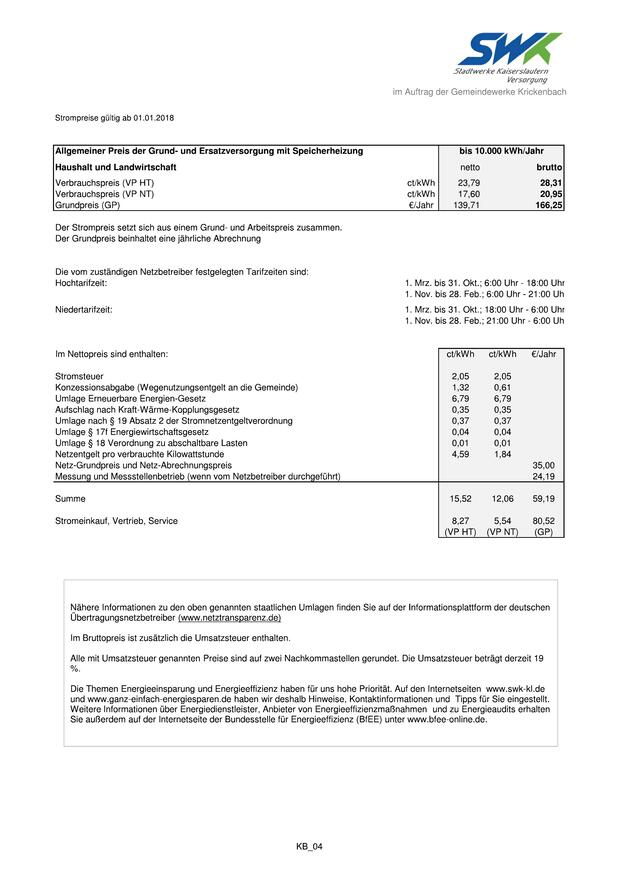 SWK
Stadtwerke Kaiserslautern
Versorgung
im Auftrag der Gemeindewerke Krickenbach
Strompreise gültig ab 01.01.2018
Allgemeiner Preis der Grund- und Ersatzversorgung mit Speicherheizung bis 10.000 kWh/Jahr
Haushalt und Landwirtschaft netto brutto
Verbrauchspreis (VP HT) ct/kWh 23,79 28,31
Verbrauchspreis (VP NT) ct/kWh 17,60 20,95
Grundpreis (GP) €/Jahr 139,71 166,25
Der Strompreis setzt sich aus einem Grund- und Arbeitspreis zusammen.
Der Grundpreis beinhaltet eine jährliche Abrechnung
Die vom zuständigen Netzbetreiber festgelegten Tarifzeiten sind:
Hochtarifzeit: 1. Mrz. bis 31. Okt.; 6:00 Uhr - 18:00 Uhr
1. Nov. bis 28. Feb.; 6:00 Uhr - 21:00 Uh
Niedertarifzeit: 1. Mrz. bis 31. Okt.; 18:00 Uhr - 6:00 Uhr
1. Nov. bis 28. Feb.; 21:00 Uhr - 6:00 Uh
Im Nettopreis sind enthalten: ct/kWh ct/kWh €/Jahr
Stromsteuer 2,05 2,05
Konzessionsabgabe (Wegenutzungsentgelt an die Gemeinde) 1,32 0,61
Umlage Erneuerbare Energien-Gesetz 6,79 6,79
Aufschlag nach Kraft-Wärme-Kopplungsgesetz 0,35 0,35
Umlage nach § 19 Absatz 2 der Stromnetzentgeltverordnung 0,37 0,37
Umlage § 17f Energiewirtschaftsgesetz 0,04 0,04
Umlage § 18 Verordnung zu abschaltbare Lasten 0,01 0,01
Netzentgelt pro verbrauchte Kilowattstunde 4,59 1,84
Netz-Grundpreis und Netz-Abrechnungspreis 35,00
Messung und Messstellenbetrieb (wenn vom Netzbetreiber durchgeführt) 24,19
Summe 15,52 12,06 59,19
Stromeinkauf, Vertrieb, Service 8,27 5,54 80,52
(VP HT) (VP NT) (GP)
Nähere Informationen zu den oben genannten staatlichen Umlagen finden Sie auf der Informationsplattform der deutschen
Übertragungsnetzbetreiber (www.netztransparenz.de)
Im Bruttopreis ist zusätzlich die Umsatzsteuer enthalten.
Alle mit Umsatzsteuer genannten Preise sind auf zwei Nachkommastellen gerundet. Die Umsatzsteuer beträgt derzeit 19
%.
Die Themen Energieeinsparung und Energieeffizienz haben für uns hohe Priorität. Auf den Internetseiten www.swk-kl.de
und www.ganz-einfach-energiesparen.de haben wir deshalb Hinweise, Kontaktinformationen und Tipps für Sie eingestellt.
Weitere Informationen über Energiedienstleister, Anbieter von Energieeffizienzmaßnahmen und zu Energieaudits erhalten
Sie außerdem auf der Internetseite der Bundesstelle für Energieeffizienz (BfEE) unter www.bfee-online.de.
KB_04